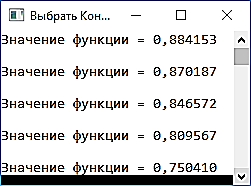 Выбрать Кон...
Значение функции = 0,884153
Значение функции = 0,870187
Значение функции = 0,846572
Значение функции = 0,809567
Значение функции = 0,750410